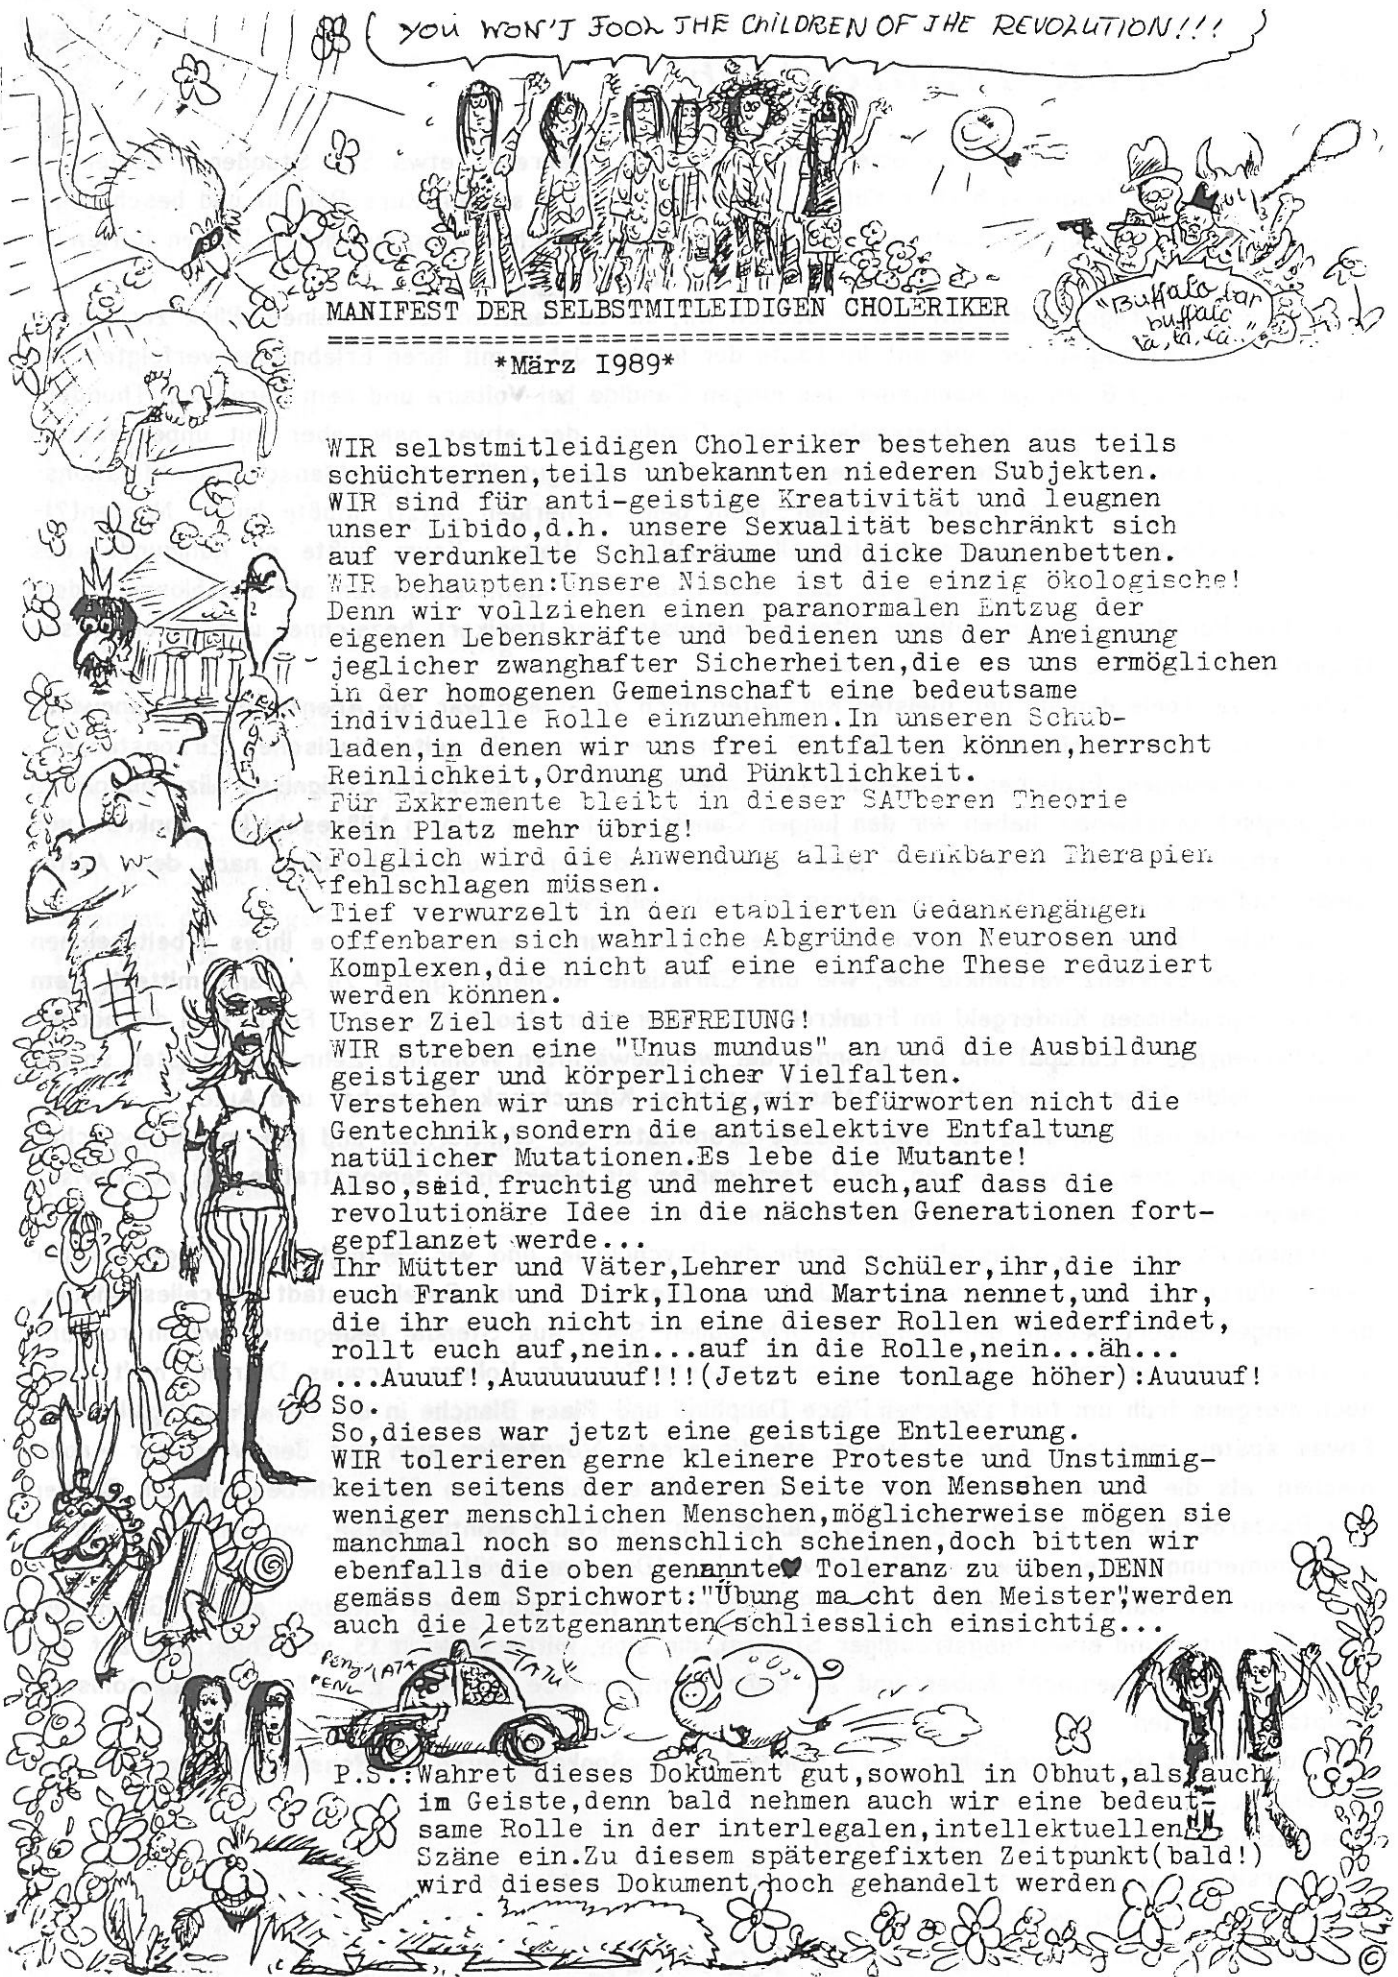 YOU WON'T FOOL THE CHILDREN OF THE REVOLUTION!!!
"Buffalo bar
buffalo
la, la, la..
MANIFEST DER SELBSTMITLEIDIGEN CHOLERIKER
*März 1989*
WIR selbstmitleidigen Choleriker bestehen aus teils
schüchternen,teils unbekannten niederen Subjekten.
WIR sind für anti-geistige Kreativität und leugnen
unser Libido,d.h. unsere Sexualität beschränkt sich
auf verdunkelte Schlafräume und dicke Daunenbetten.
WIR behaupten:Unsere Nische ist die einzig ökologische!
Denn wir vollziehen einen paranormalen Entzug der
eigenen Lebenskräfte und bedienen uns der Aneignung
jeglicher zwanghafter Sicherheiten,die es uns ermöglichen
in der homogenen Gemeinschaft eine bedeutsame
individuelle Rolle einzunehmen.In unseren Schub-
laden,in denen wir uns frei entfalten können,herrscht
Reinlichkeit,Ordnung und Pünktlichkeit.
Für Exkremente bleibt in dieser SAUberen Theorie
kein Platz mehr übrig!
Folglich wird die Anwendung aller denkbaren Therapien
fehlschlagen müssen.
Tief verwurzelt in den etablierten Gedankengängen
offenbaren sich wahrliche Abgründe von Neurosen und
Komplexen,die nicht auf eine einfache These reduziert
werden können.
Unser Ziel ist die BEFREIUNG!
WIR streben eine "Unus mundus" an und die Ausbildung
geistiger und körperlicher Vielfalten.
Verstehen wir uns richtig,wir befürworten nicht die
Gentechnik,sondern die antiselektive Entfaltung
natülicher Mutationen.Es lebe die Mutante!
Also,seid fruchtig und mehret euch,auf dass die
revolutionäre Idee in die nächsten Generationen fort-
gepflanzet werde...
Ihr Mütter und Väter,Lehrer und Schüler,ihr,die ihr
euch Frank und Dirk,Ilona und Martina nennet,und ihr,
die ihr euch nicht in eine dieser Rollen wiederfindet,
rollt euch auf,nein...auf in die Rolle,nein...äh...
...Auuuf!,Auuuuuuuf!!!(Jetzt eine tonlage höher):Auuuuf!
So.
So,dieses war jetzt eine geistige Entleerung.
WIR tolerieren gerne kleinere Proteste und Unstimmig-
keiten seitens der anderen Seite von Menschen und
weniger menschlichen Menschen,möglicherweise mögen sie
manchmal noch so menschlich scheinen,doch bitten wir
ebenfalls die oben genannte♥ Toleranz zu üben,DENN
gemäss dem Sprichwort:"Übung ma cht den Meister",werden
auch die letztgenannten schliesslich einsichtig...
TATÜ
P.S.:Wahret dieses Dokument gut,sowohl in Obhut,als auch
im Geiste,denn bald nehmen auch wir eine bedeut-
same Rolle in der interlegalen,intellektuellen
Szäne ein.Zu diesem spätergefixten Zeitpunkt(bald!)
wird dieses Dokument hoch gehandelt werden